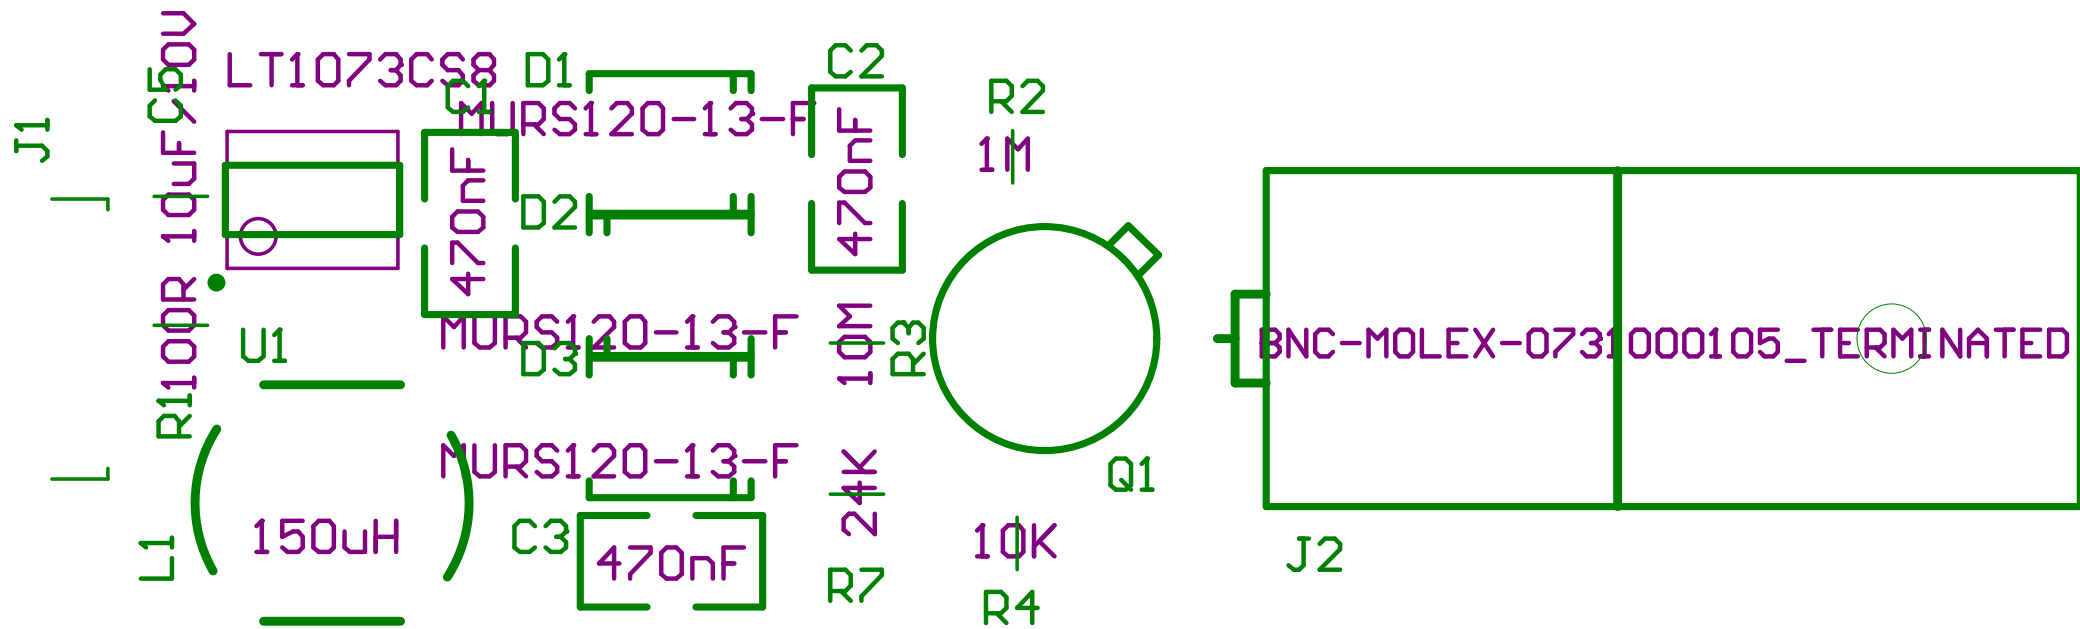 J1
10uF/10V
C5
LT1073CS8
C1
D1
MURS120-13-F
C2
R2
1M
470nF
470nF
D2
100R
R1
U1
MURS120-13-F
D3
10M
R3
BNC-MOLEX-0731000105_TERMINATED
MURS120-13-F
24K
Q1
L1
150uH
C3
470nF
R7
10K
R4
J2